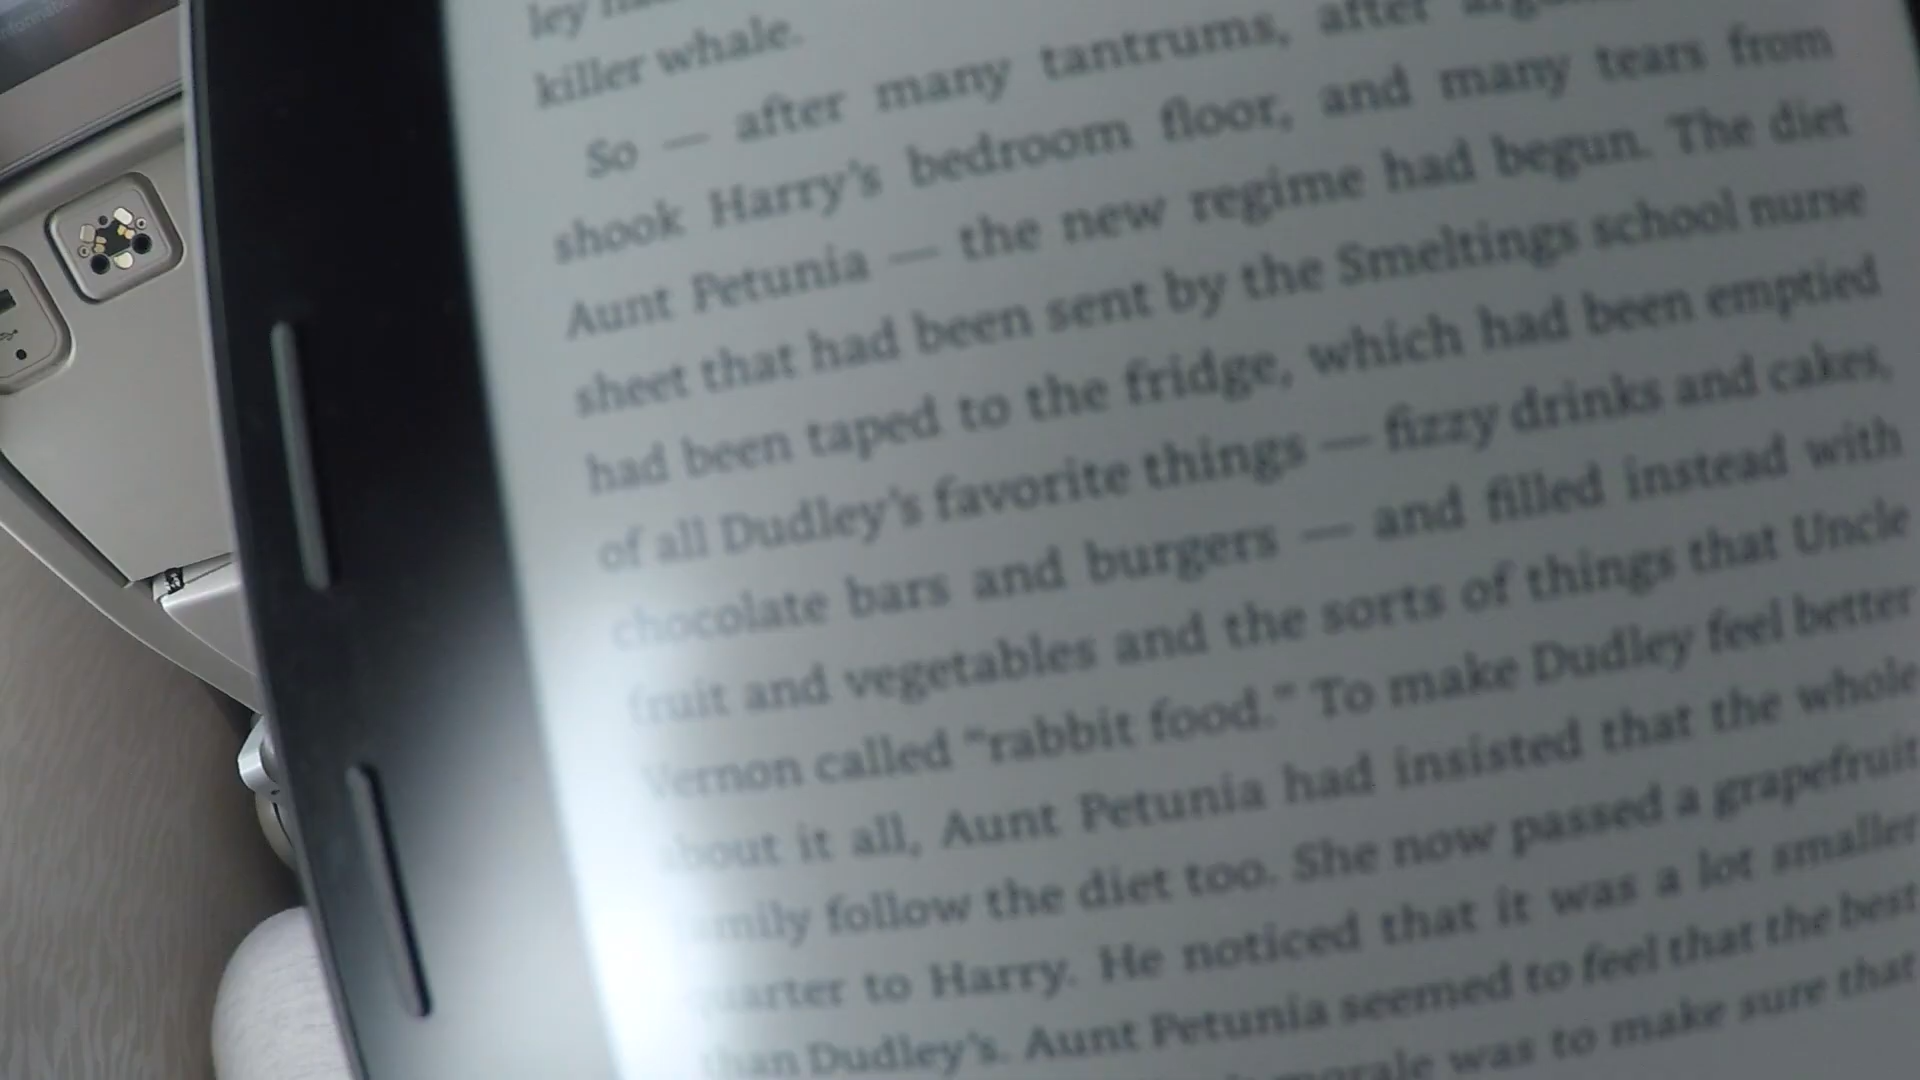 ley
killer whale.
So — after many tantrums, after
shook Harry's bedroom floor, and many tears from
Aunt Petunia — the new regime had begun. The diet
sheet that had been sent by the Smeltings school nurse
had been taped to the fridge, which had been emptied
of all Dudley's favorite things — fizzy drinks and cakes,
chocolate bars and burgers — and filled instead with
fruit and vegetables and the sorts of things that Uncle
Vernon called “rabbit food.” To make Dudley feel better
about it all, Aunt Petunia had insisted that the whole
family follow the diet too. She now passed a grapefruit
quarter to Harry. He noticed that it was a lot smaller
than Dudley's. Aunt Petunia seemed to feel that the best
morale was to make sure that